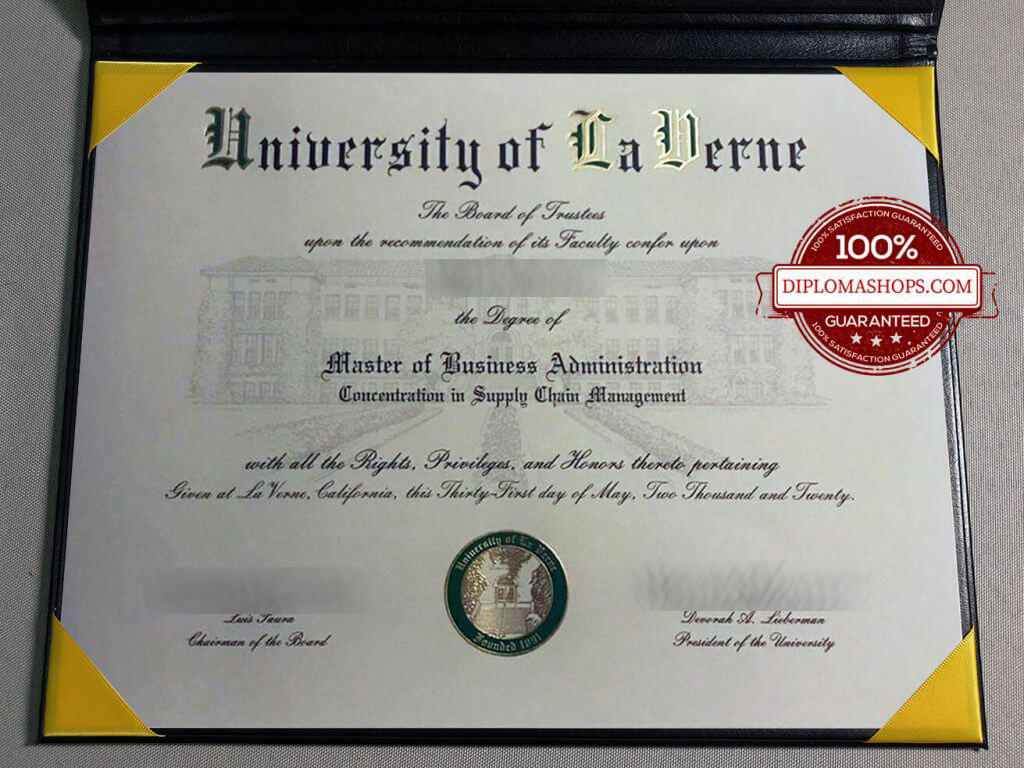 University of La Verne
The Board of Trustees
upon the recommendation of its Faculty confer upon
the Degree of
Master of Business Administration
Concentration in Supply Chain Management
with all the Rights, Privileges, and Honors thereto pertaining
Given at La Verne, California, this Thirty-First day of May, Two Thousand and Twenty.
University of La Verne
Founded 1891
Luis Faura
Chairman of the Board
Devorah A. Lieberman
President of the University
100% SATISFACTION GUARANTEED
100%
DIPLOMASHOPS.COM
GUARANTEED
100% SATISFACTION GUARANTEED